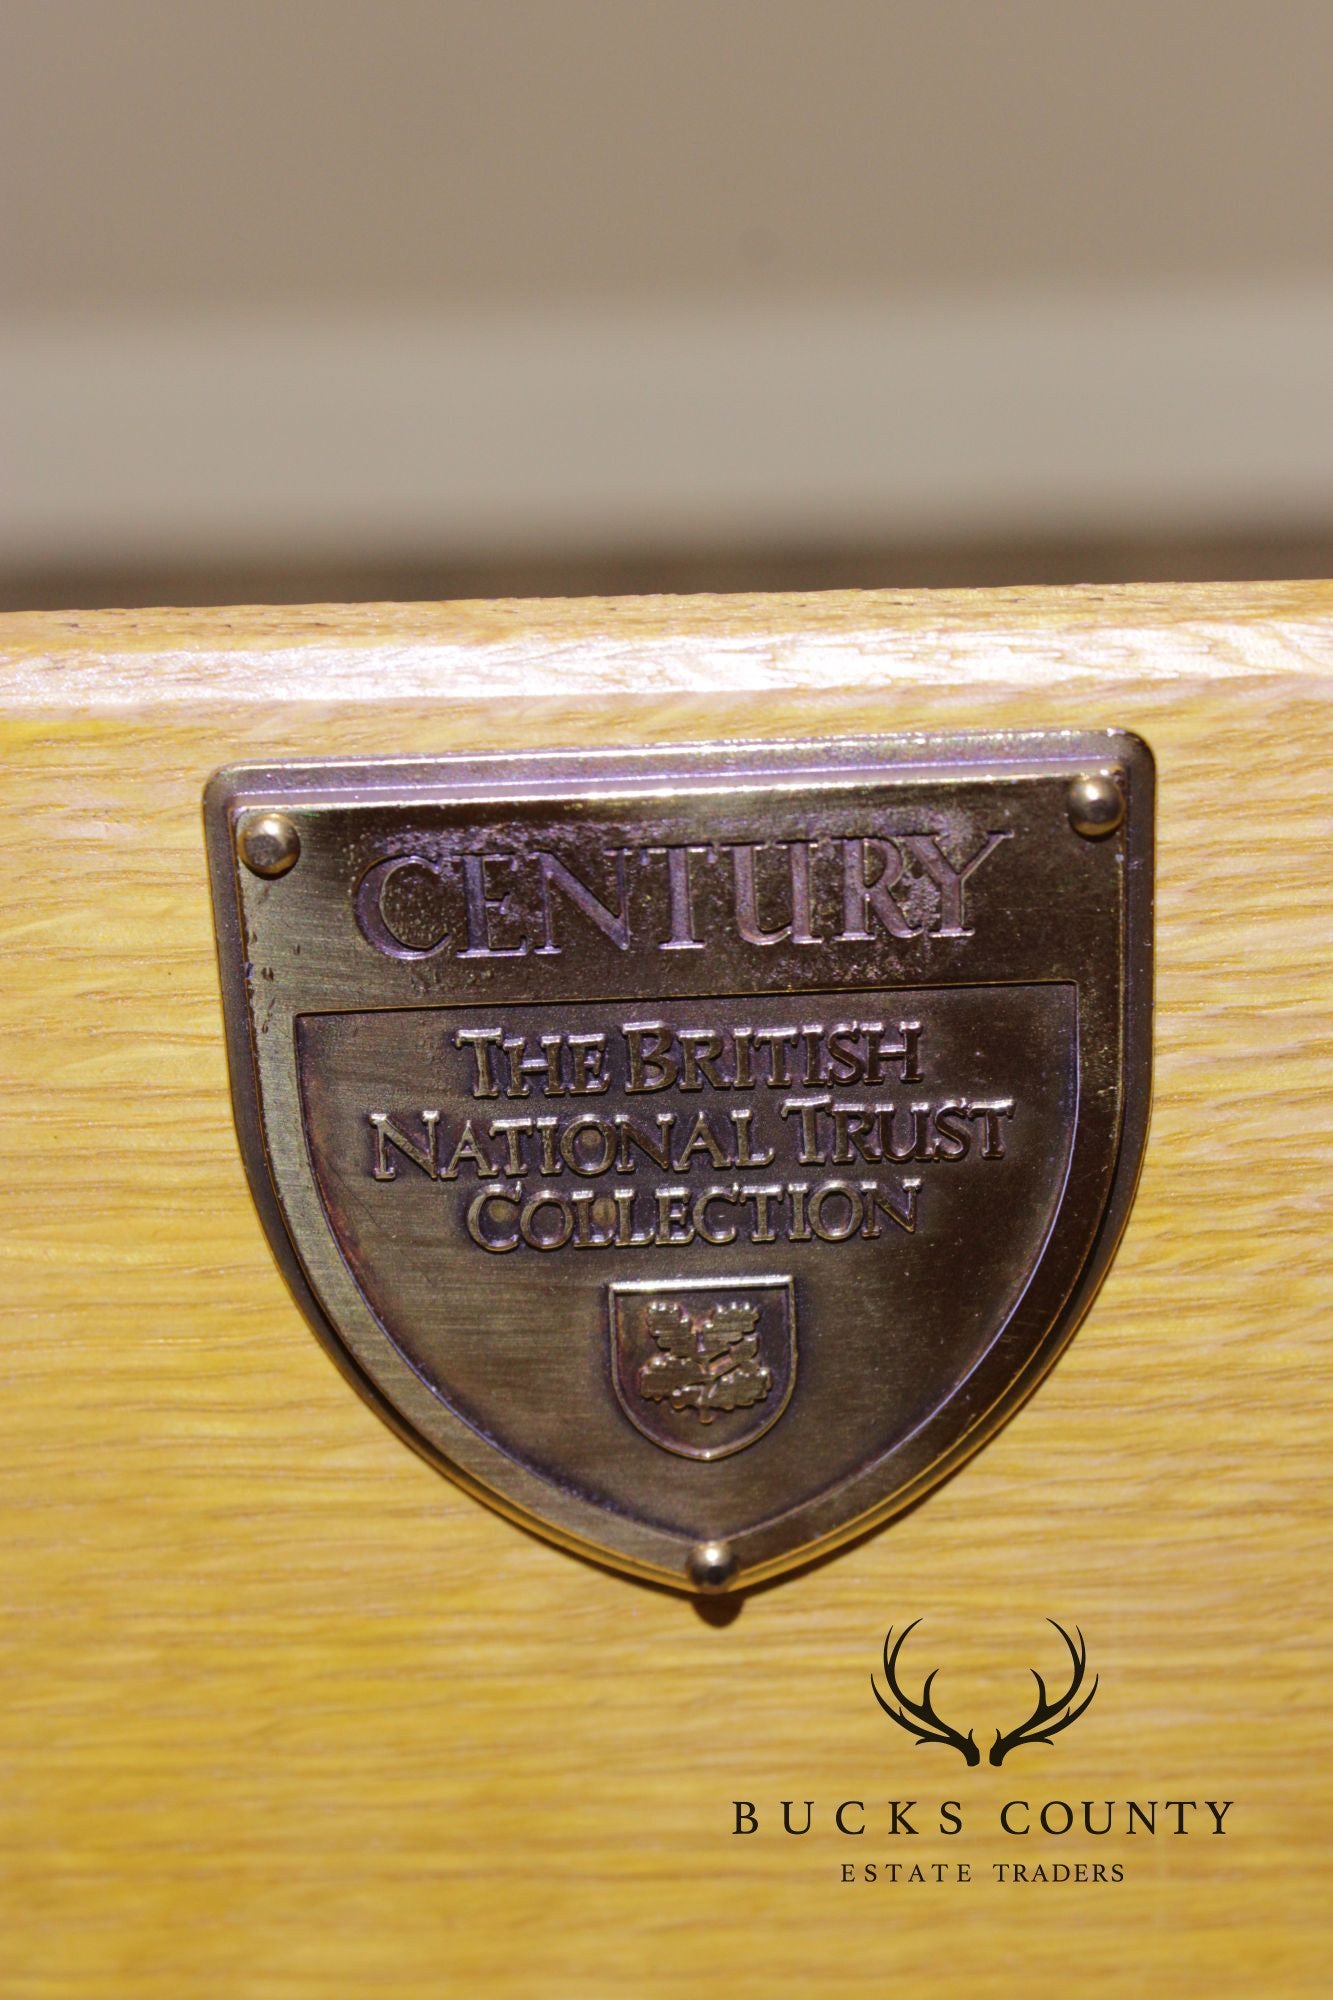 CENTURY
THE BRITISH
NATIONAL TRUST
COLLECTION
BUCKS COUNTY
ESTATE TRADERS